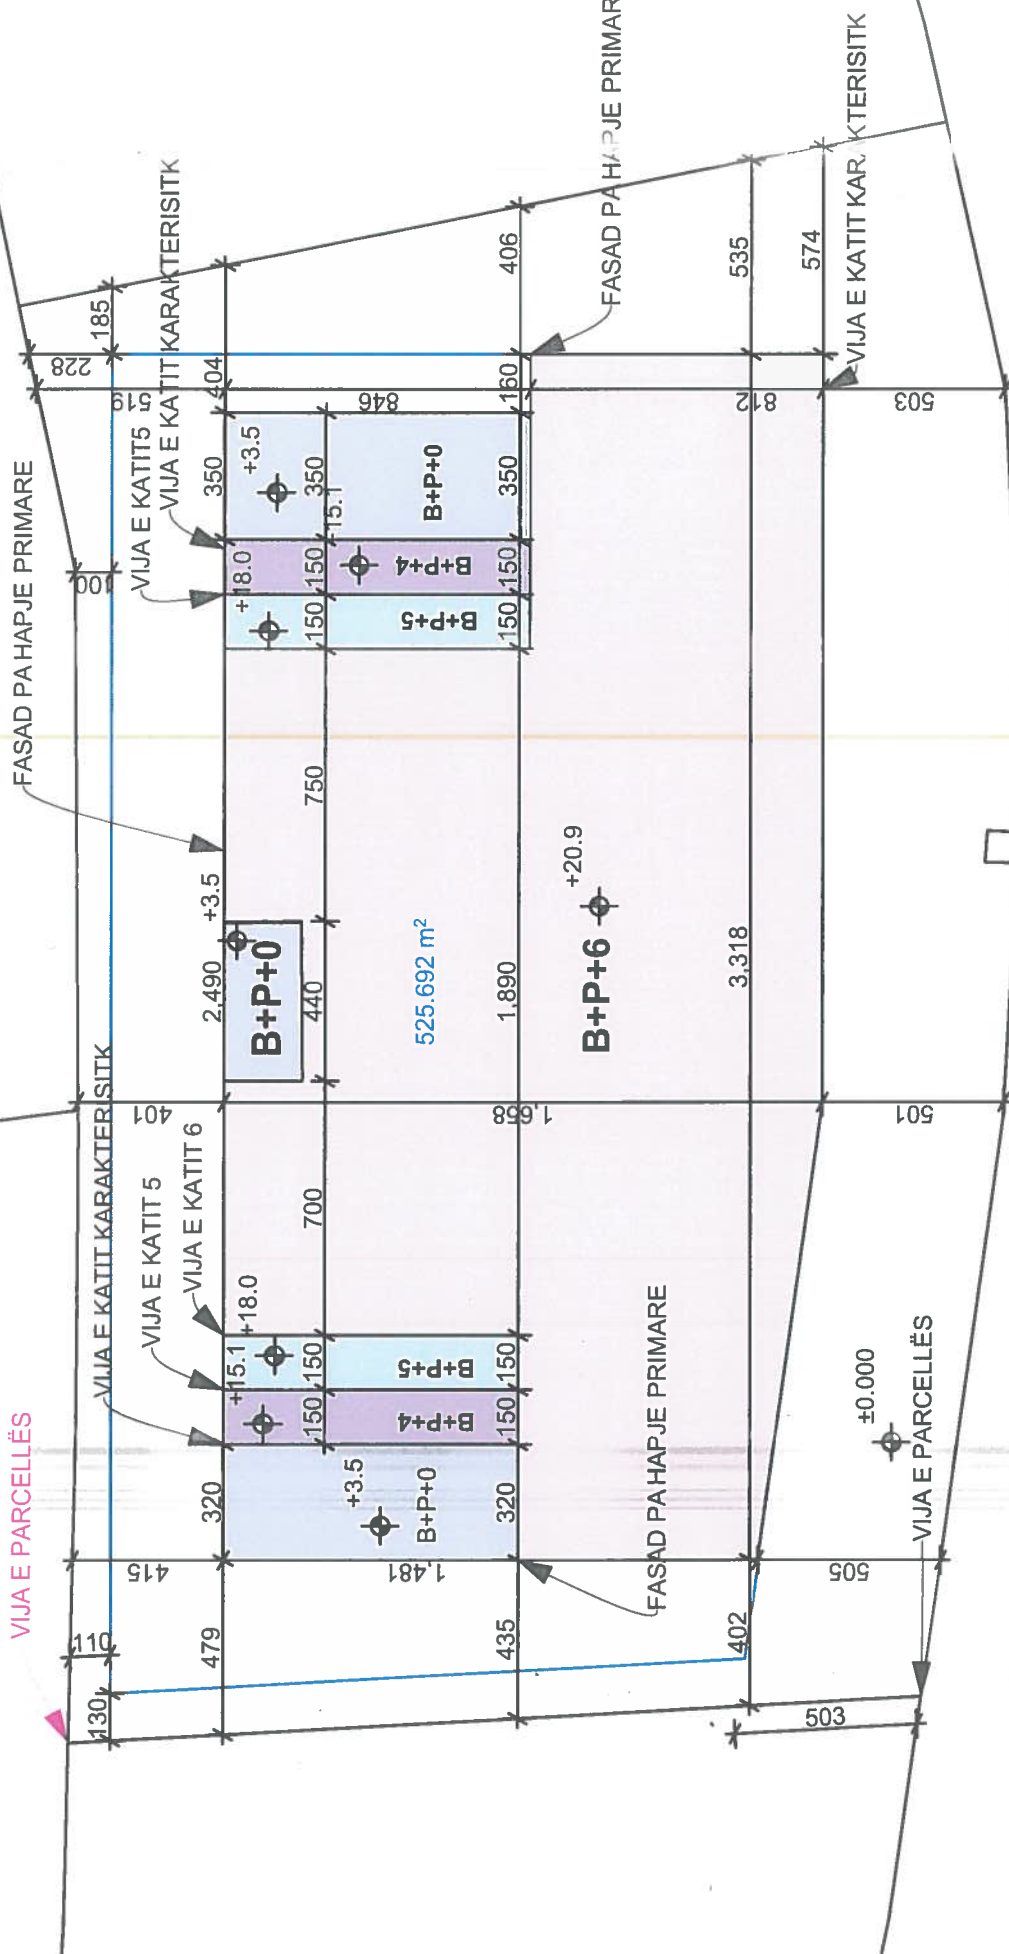 VIJA E PARCELLËS
VIJA E KATIT KARAKTERISITK
VIJA E KATIT 5
VIJA E KATIT 6
FASAD PA HAPJE PRIMARE
VIJA E KATIT5
VIJA E KATIT KARAKTERISITK
130
110
415
401
100
519
228
185
479
320
+15.1
+18.0
2,490
+3.5
+18.0
350
+3.5
404
150
150
700
440
750
150
150
350
15.1
B+P+0
+3.5
B+P+0
B+P+4
B+P+5
525.692 m²
B+P+5
B+P+4
B+P+0
1,481
1,658
846
435
320
150
150
1,890
150
150
350
160
406
B+P+6
+20.9
FASAD PA HAPJE PRIMARE
FASAD PA HAPJE PRIMAR
402
3,318
812
535
574
503
505
501
503
±0.000
VIJA E PARCELLËS
VIJA E KATIT KARAKTERISITK